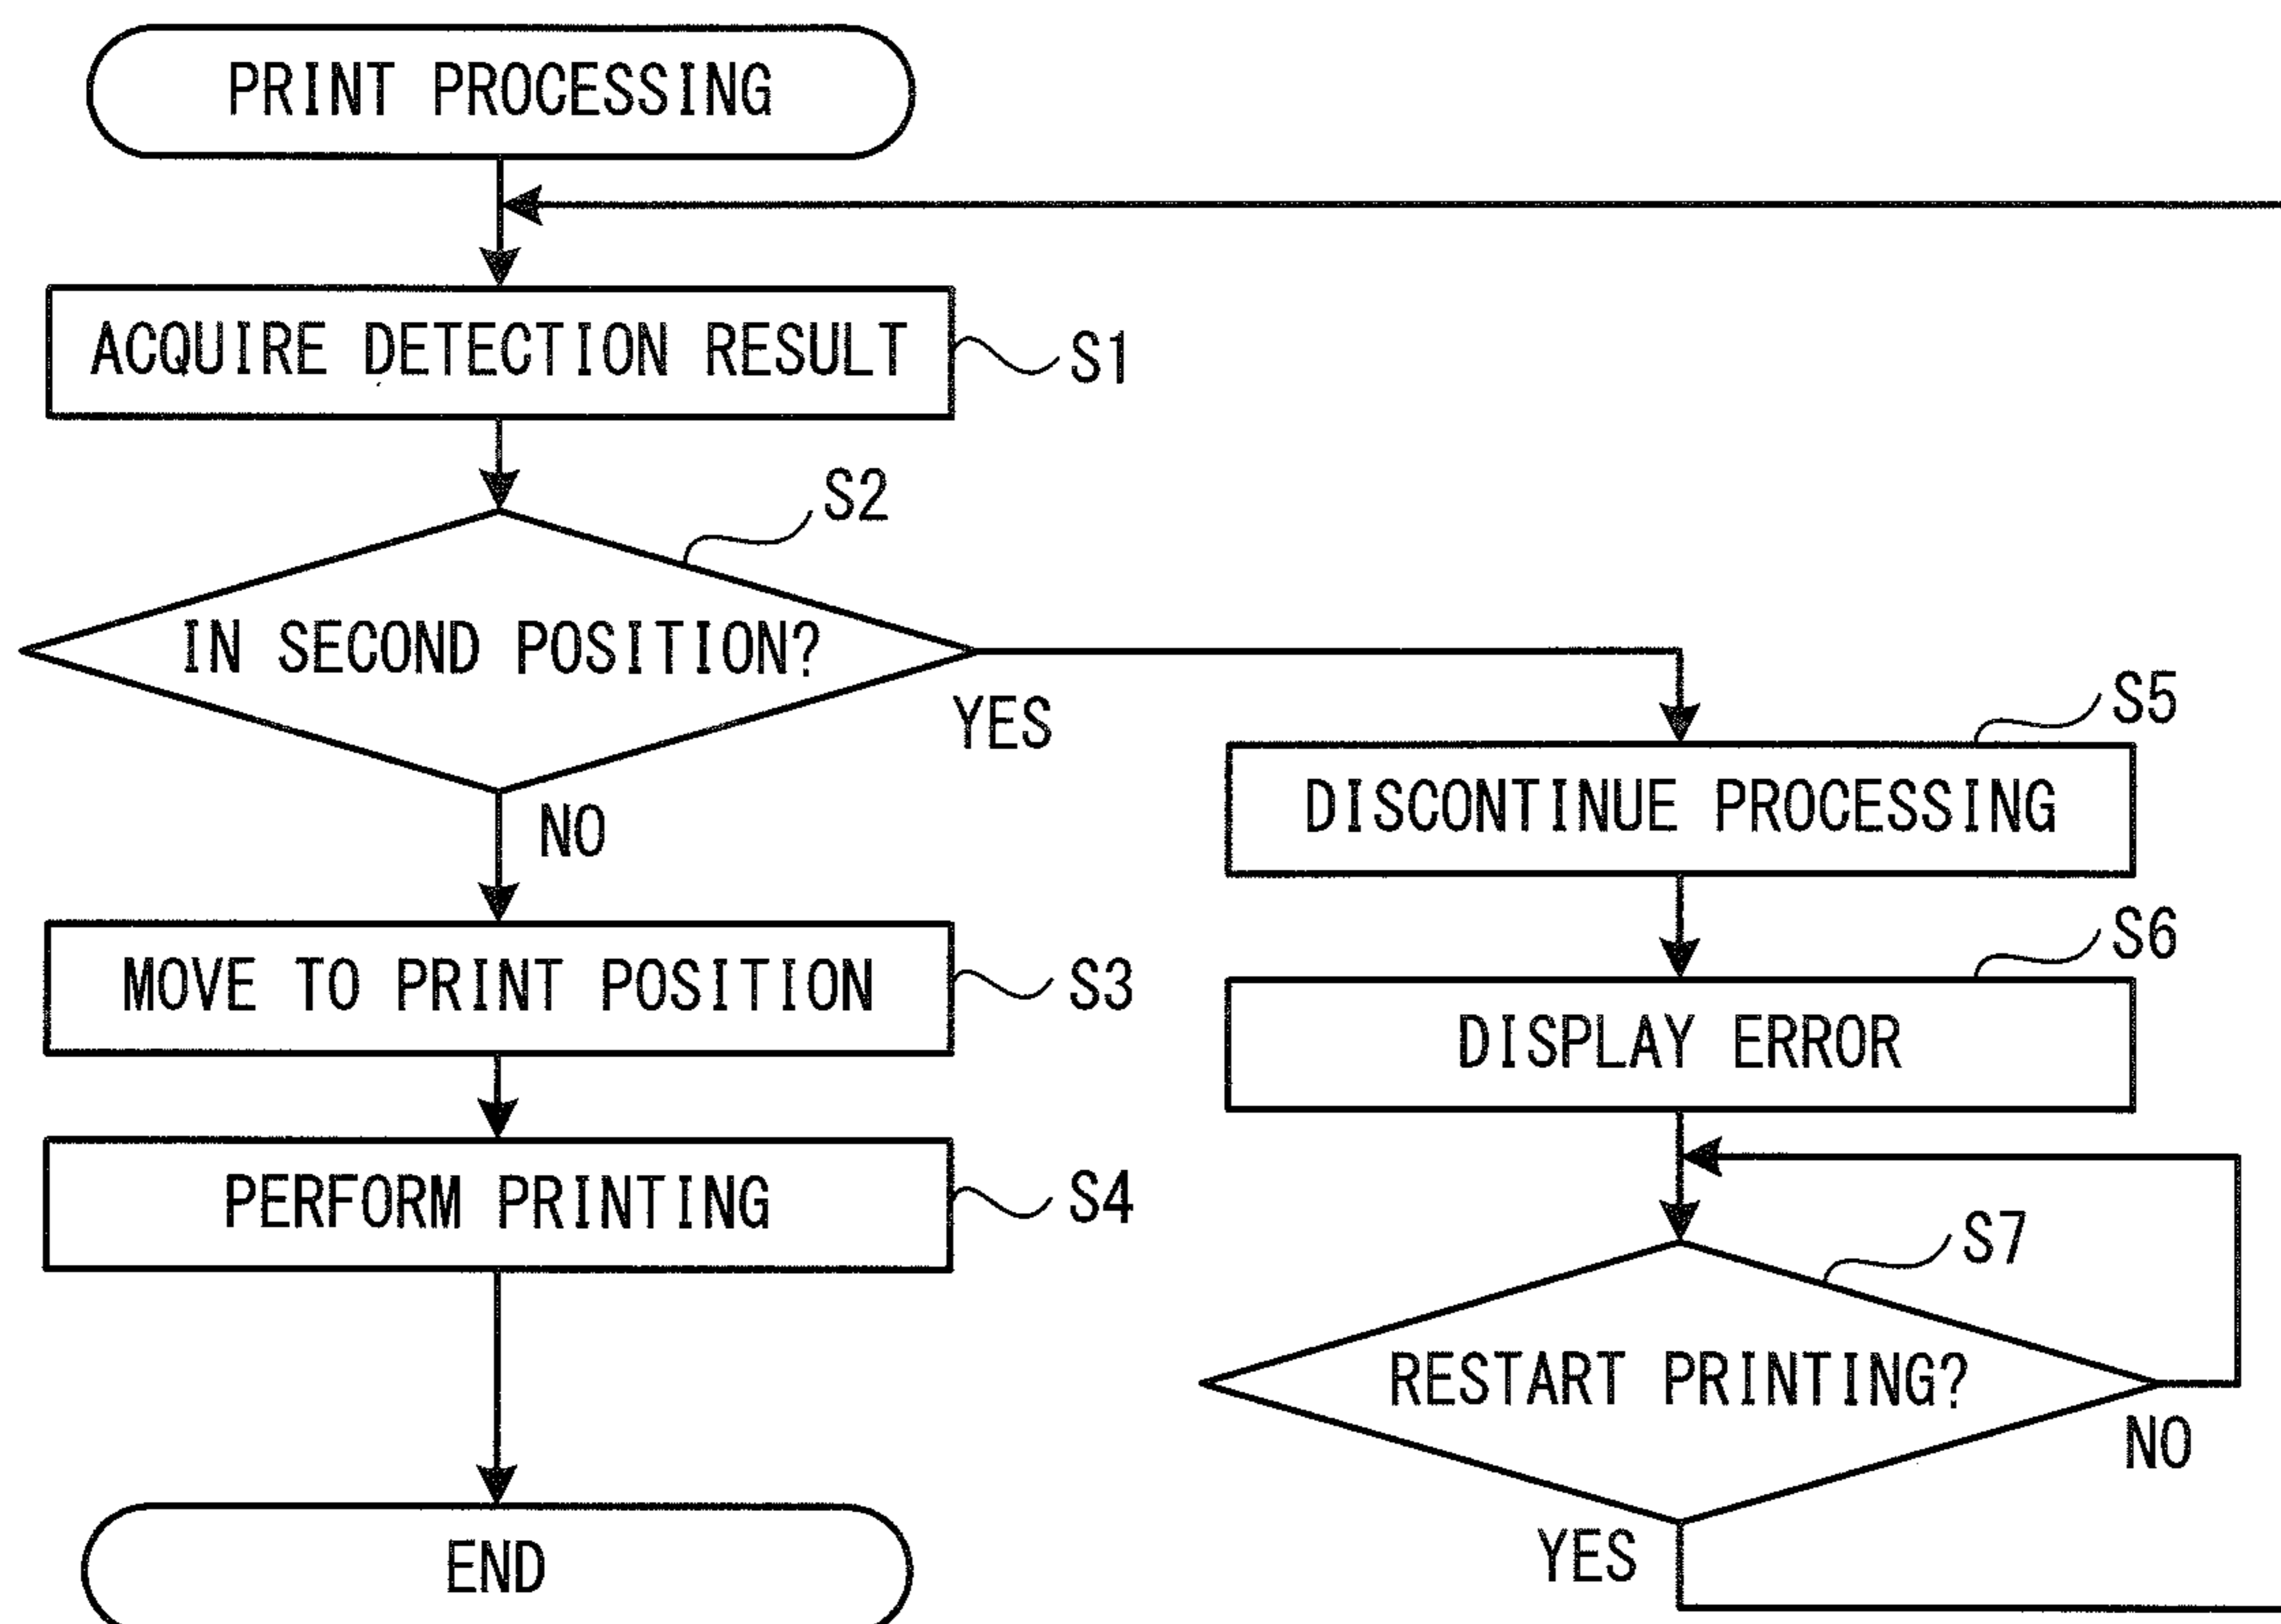 PRINT PROCESSING
ACQUIRE DETECTION RESULT
S1
S2
IN SECOND POSITION?
YES
NO
MOVE TO PRINT POSITION
S3
PERFORM PRINTING
S4
END
S5
DISCONTINUE PROCESSING
S6
DISPLAY ERROR
S7
RESTART PRINTING?
NO
YES